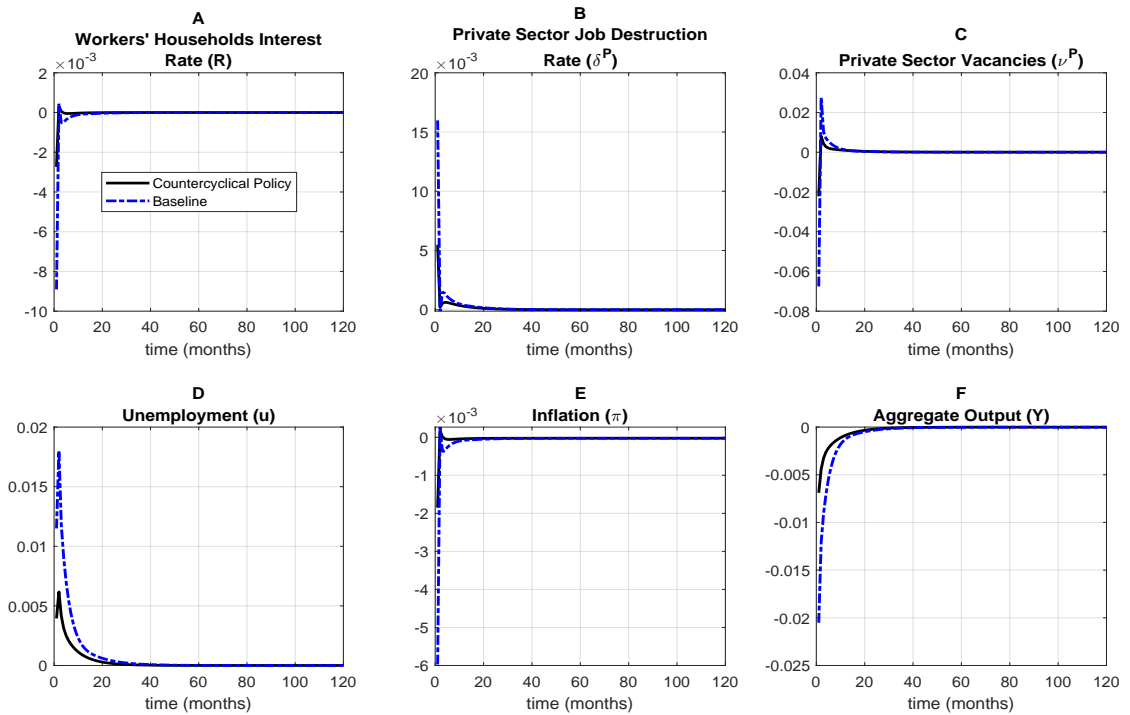 A
Workers' Households Interest
Rate (R)
×10⁻³
2
0
-2
-4
-6
-8
-10
0 20 40 60 80 100 120
time (months)
Countercyclical Policy
Baseline
B
Private Sector Job Destruction
Rate (δᴾ)
×10⁻³
20
15
10
5
0
0 20 40 60 80 100 120
time (months)
C
Private Sector Vacancies (νᴾ)
0.04
0.02
0
-0.02
-0.04
-0.06
-0.08
0 20 40 60 80 100 120
time (months)
D
Unemployment (u)
0.02
0.015
0.01
0.005
0
0 20 40 60 80 100 120
time (months)
E
Inflation (π)
×10⁻³
0
-1
-2
-3
-4
-5
-6
0 20 40 60 80 100 120
time (months)
F
Aggregate Output (Y)
0
-0.005
-0.01
-0.015
-0.02
-0.025
0 20 40 60 80 100 120
time (months)